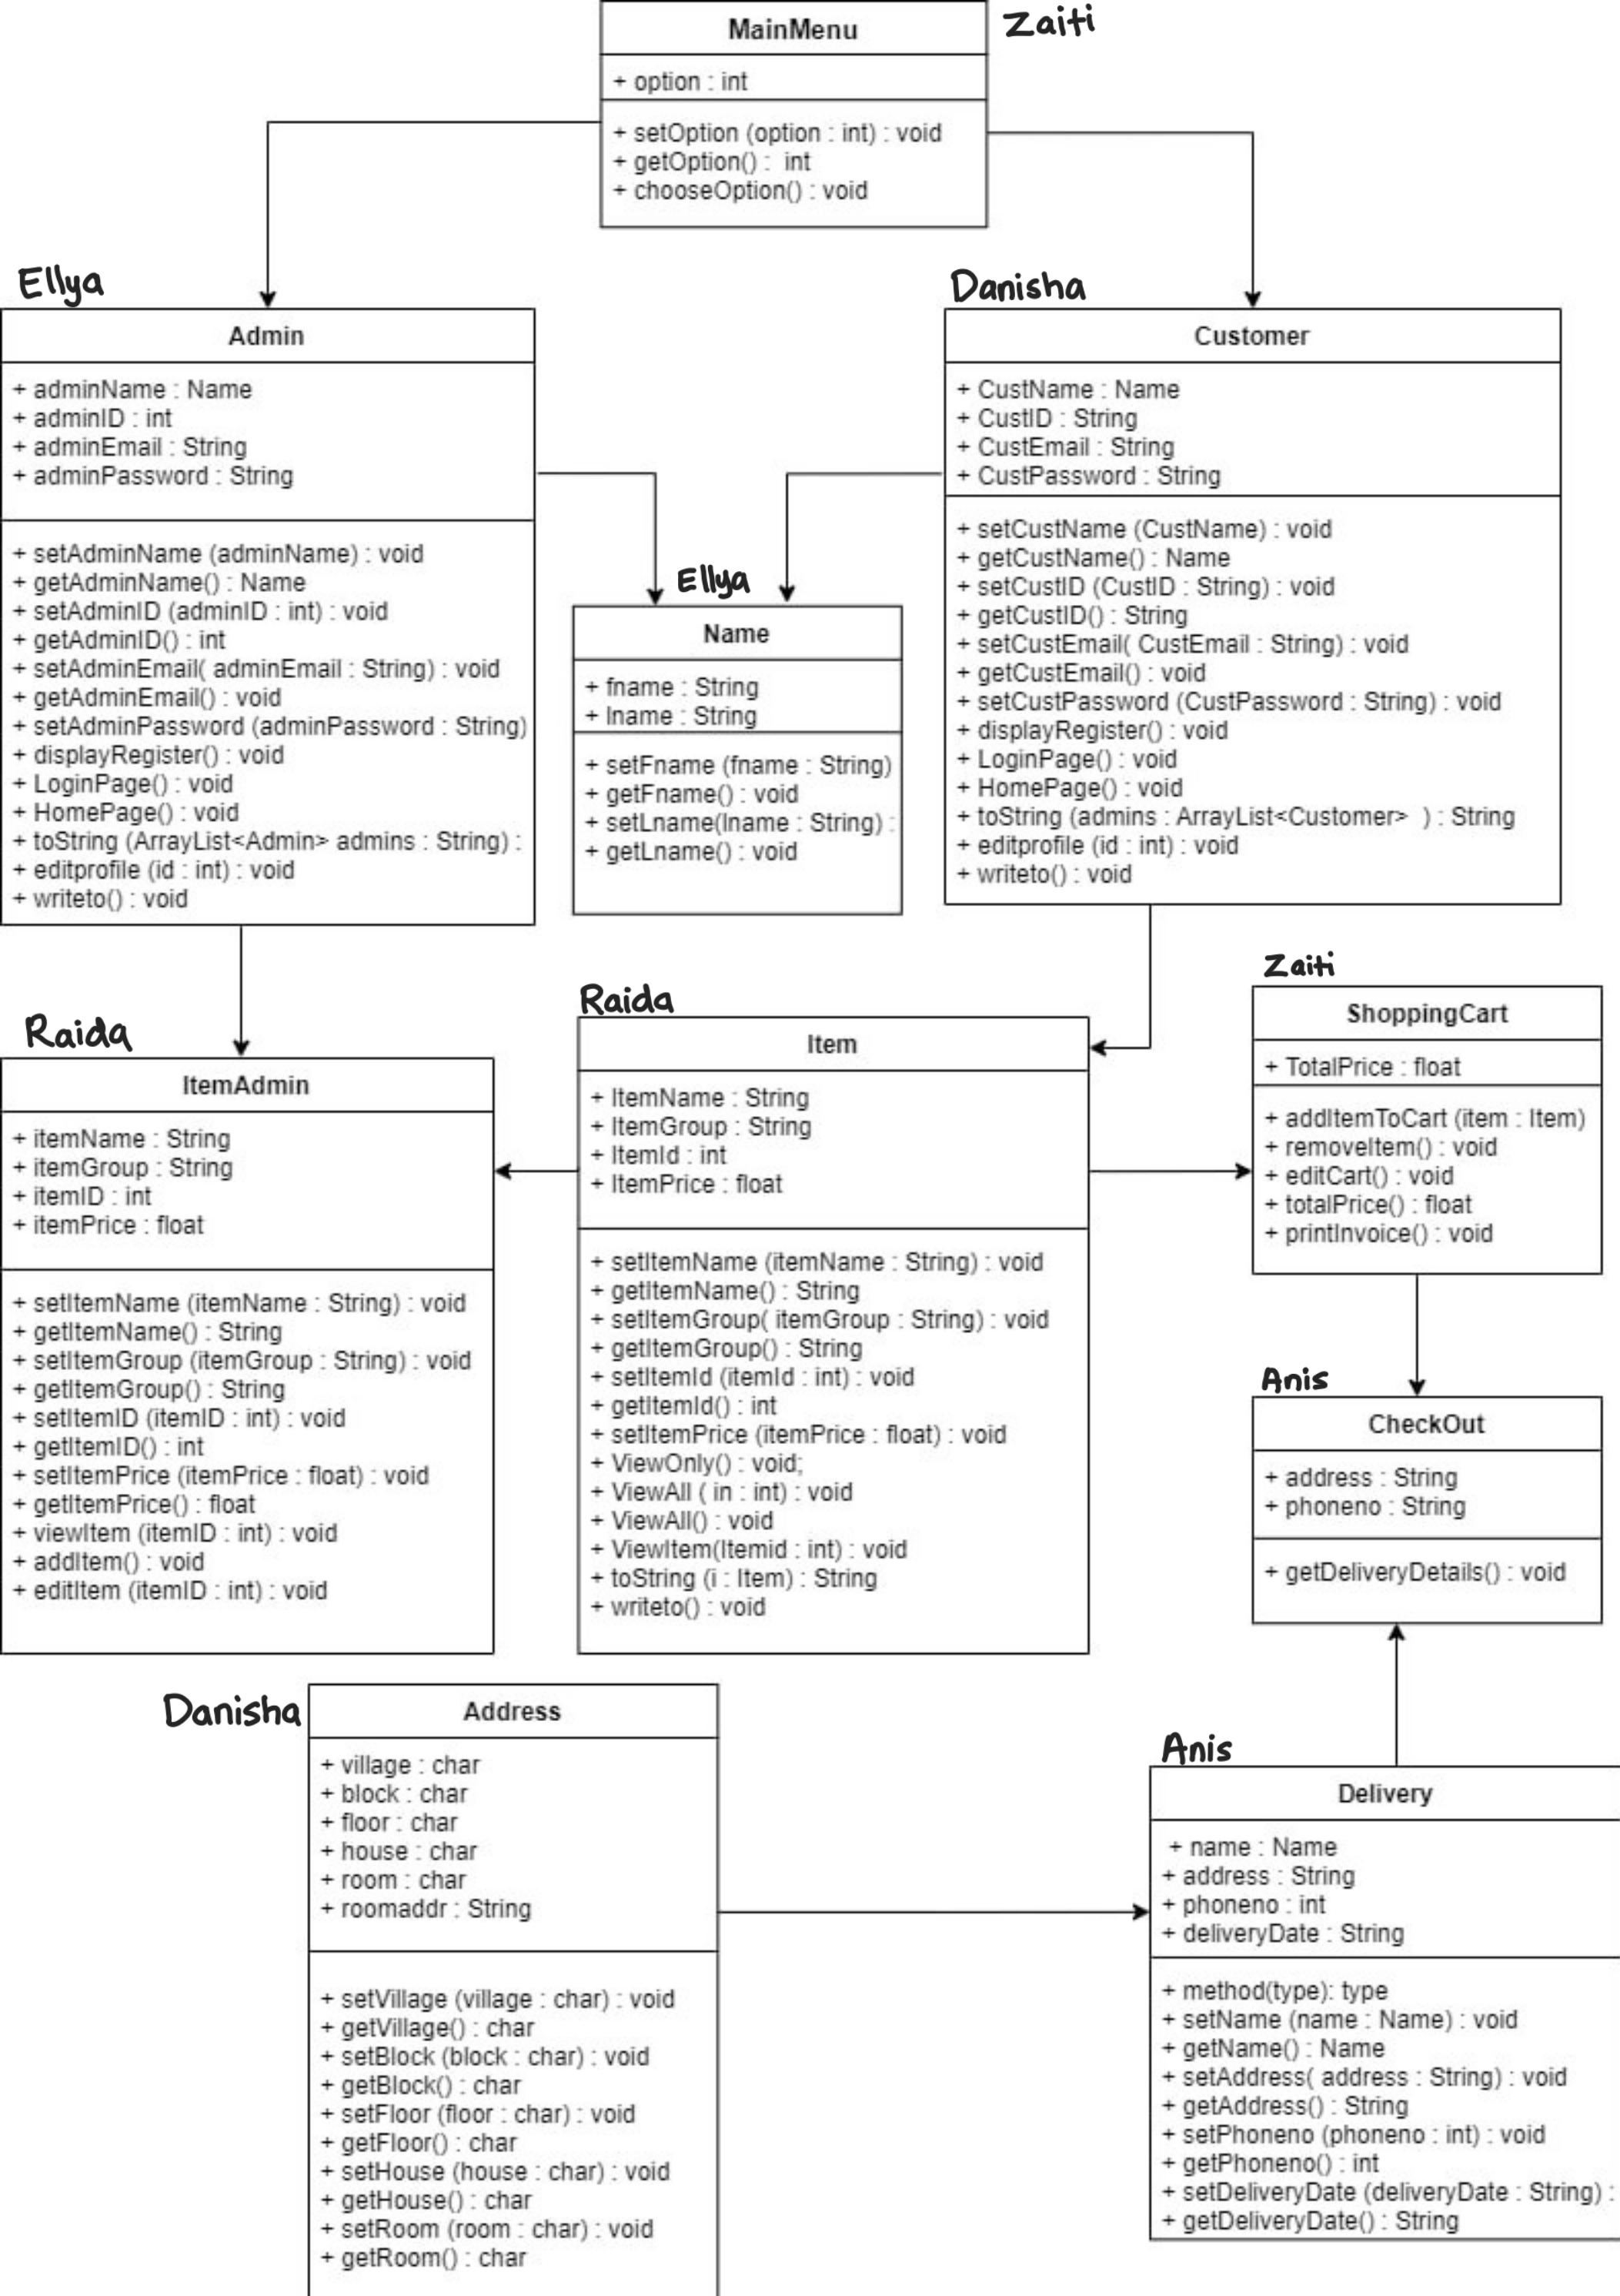 MainMenu
Zaiti
+ option : int
+ setOption (option : int) : void
+ getOption() : int
+ chooseOption() : void
Ellya
Admin
+ adminName : Name
+ adminID : int
+ adminEmail : String
+ adminPassword : String
+ setAdminName (adminName) : void
+ getAdminName() : Name
+ setAdminID (adminID : int) : void
+ getAdminID() : int
+ setAdminEmail( adminEmail : String) : void
+ getAdminEmail() : void
+ setAdminPassword (adminPassword : String)
+ displayRegister() : void
+ LoginPage() : void
+ HomePage() : void
+ toString (ArrayList<Admin> admins : String) :
+ editprofile (id : int) : void
+ writeto() : void
Danisha
Customer
+ CustName : Name
+ CustID : String
+ CustEmail : String
+ CustPassword : String
+ setCustName (CustName) : void
+ getCustName() : Name
+ setCustID (CustID : String) : void
+ getCustID() : String
+ setCustEmail( CustEmail : String) : void
+ getCustEmail() : void
+ setCustPassword (CustPassword : String) : void
+ displayRegister() : void
+ LoginPage() : void
+ HomePage() : void
+ toString (admins : ArrayList<Customer> ) : String
+ editprofile (id : int) : void
+ writeto() : void
Ellya
Name
+ fname : String
+ lname : String
+ setFname (fname : String)
+ getFname() : void
+ setLname(lname : String) :
+ getLname() : void
Raida
ItemAdmin
+ itemName : String
+ itemGroup : String
+ itemID : int
+ itemPrice : float
+ setItemName (itemName : String) : void
+ getItemName() : String
+ setItemGroup (itemGroup : String) : void
+ getItemGroup() : String
+ setItemID (itemID : int) : void
+ getItemID() : int
+ setItemPrice (itemPrice : float) : void
+ getItemPrice() : float
+ viewItem (itemID : int) : void
+ addItem() : void
+ editItem (itemID : int) : void
Raida
Item
+ ItemName : String
+ ItemGroup : String
+ ItemId : int
+ ItemPrice : float
+ setItemName (itemName : String) : void
+ getItemName() : String
+ setItemGroup( itemGroup : String) : void
+ getItemGroup() : String
+ setItemId (itemId : int) : void
+ getItemId() : int
+ setItemPrice (itemPrice : float) : void
+ ViewOnly() : void;
+ ViewAll ( in : int) : void
+ ViewAll() : void
+ ViewItem(Itemid : int) : void
+ toString (i : Item) : String
+ writeto() : void
Zaiti
ShoppingCart
+ TotalPrice : float
+ addItemToCart (item : Item)
+ removeItem() : void
+ editCart() : void
+ totalPrice() : float
+ printInvoice() : void
Anis
CheckOut
+ address : String
+ phoneno : String
+ getDeliveryDetails() : void
Danisha
Address
+ village : char
+ block : char
+ floor : char
+ house : char
+ room : char
+ roomaddr : String
+ setVillage (village : char) : void
+ getVillage() : char
+ setBlock (block : char) : void
+ getBlock() : char
+ setFloor (floor : char) : void
+ getFloor() : char
+ setHouse (house : char) : void
+ getHouse() : char
+ setRoom (room : char) : void
+ getRoom() : char
Anis
Delivery
+ name : Name
+ address : String
+ phoneno : int
+ deliveryDate : String
+ method(type): type
+ setName (name : Name) : void
+ getName() : Name
+ setAddress( address : String) : void
+ getAddress() : String
+ setPhoneno (phoneno : int) : void
+ getPhoneno() : int
+ setDeliveryDate (deliveryDate : String) :
+ getDeliveryDate() : String